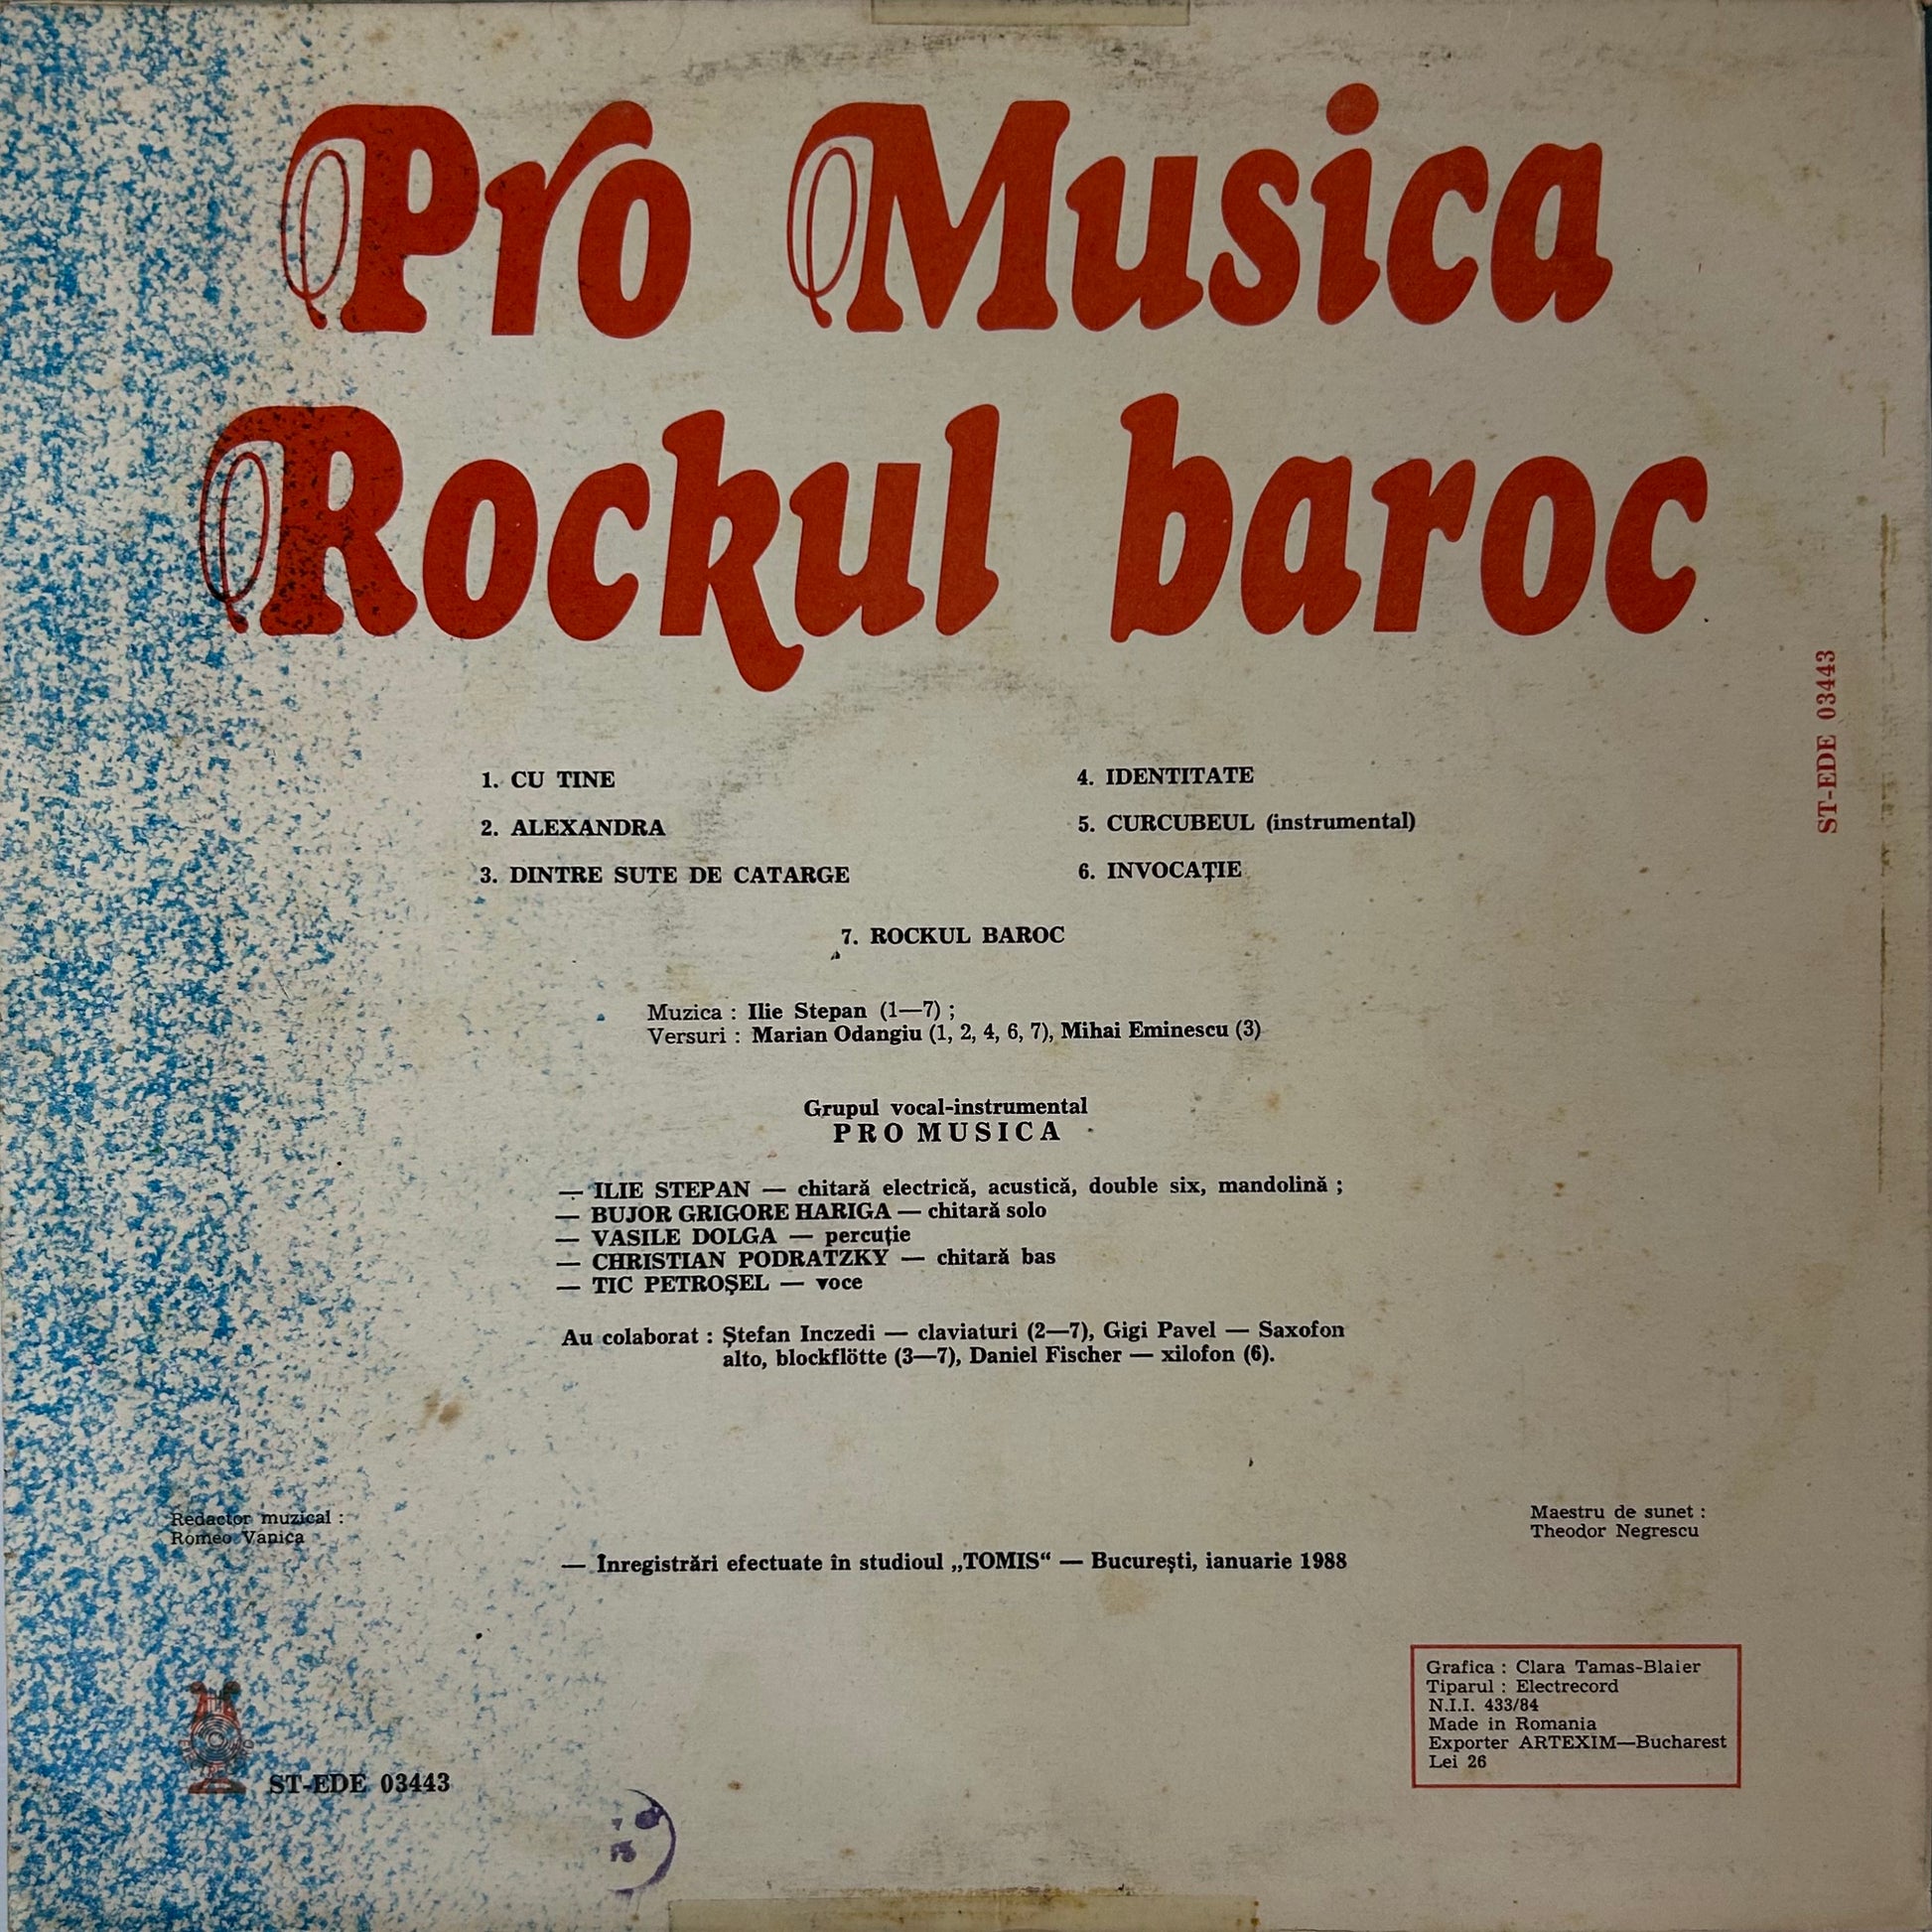 Pro Musica
Rockul baroc
ST-EDE 03443
1. CU TINE
2. ALEXANDRA
3. DINTRE SUTE DE CATARGE
4. IDENTITATE
5. CURCUBEUL (instrumental)
6. INVOCAȚIE
7. ROCKUL BAROC
Muzica : Ilie Stepan (1—7) ;
Versuri : Marian Odangiu (1, 2, 4, 6, 7), Mihai Eminescu (3)
Grupul vocal-instrumental
PRO MUSICA
— ILIE STEPAN — chitară electrică, acustică, double six, mandolină ;
— BUJOR GRIGORE HARIGA — chitară solo
— VASILE DOLGA — percuție
— CHRISTIAN PODRATZKY — chitară bas
— TIC PETROȘEL — voce
Au colaborat : Ștefan Inczedi — claviaturi (2—7), Gigi Pavel — Saxofon
alto, blockflötte (3—7), Daniel Fischer — xilofon (6).
Redactor muzical :
Romeo Vanica
Maestru de sunet :
Theodor Negrescu
— Înregistrări efectuate în studioul „TOMIS“ — București, ianuarie 1988
Grafica : Clara Tamas-Blaier
Tiparul : Electrecord
N.I.I. 433/84
Made in Romania
Exporter ARTEXIM—Bucharest
Lei 26
ST-EDE 03443